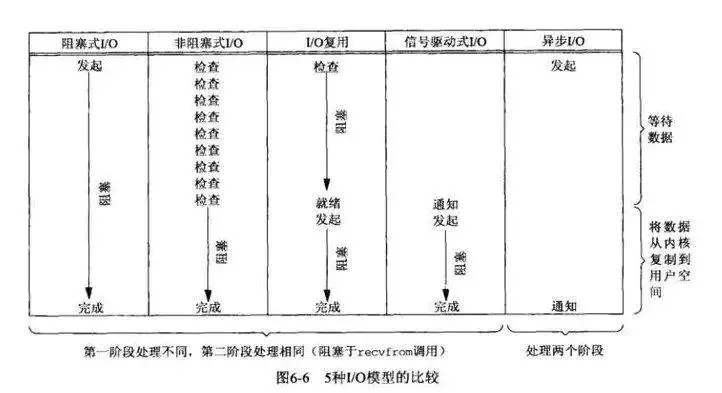 阻塞式I/O 非阻塞式I/O I/O复用 信号驱动式I/O 异步I/O
发起 检查 检查 发起
检查
检查
检查
检查
检查
检查
检查
检查
阻塞
阻塞
就绪 通知
发起 发起
阻塞
阻塞
阻塞
完成 完成 完成 完成 通知
等待
数据
将数据
从内核
复制到
用户空
间
第一阶段处理不同，第二阶段处理相同（阻塞于recvfrom调用） 处理两个阶段
图6-6 5种I/O模型的比较